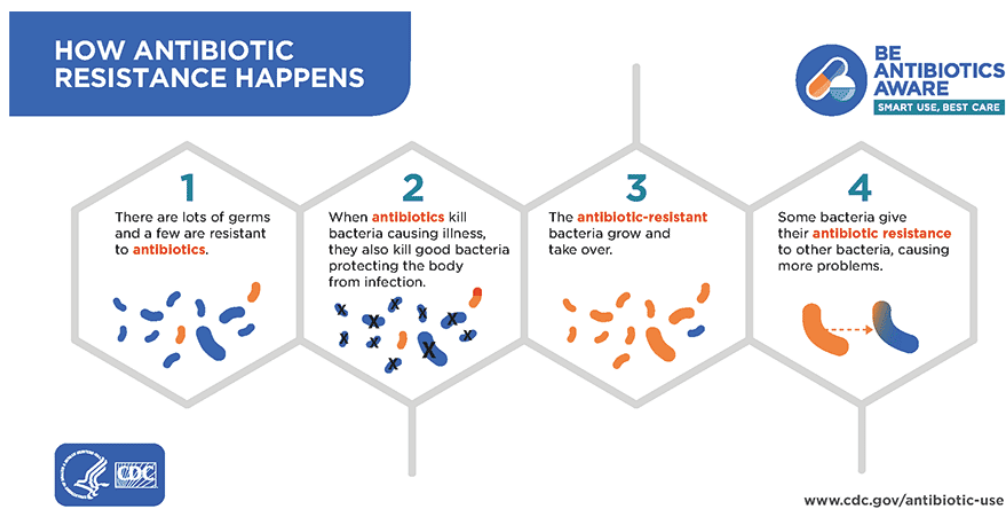 HOW ANTIBIOTIC
RESISTANCE HAPPENS
BE
ANTIBIOTICS
AWARE
SMART USE, BEST CARE
1
There are lots of germs
and a few are resistant
to antibiotics.
2
When antibiotics kill
bacteria causing illness,
they also kill good bacteria
protecting the body
from infection.
X X X X X X X X X X
3
The antibiotic-resistant
bacteria grow and
take over.
4
Some bacteria give
their antibiotic resistance
to other bacteria, causing
more problems.
CDC
www.cdc.gov/antibiotic-use